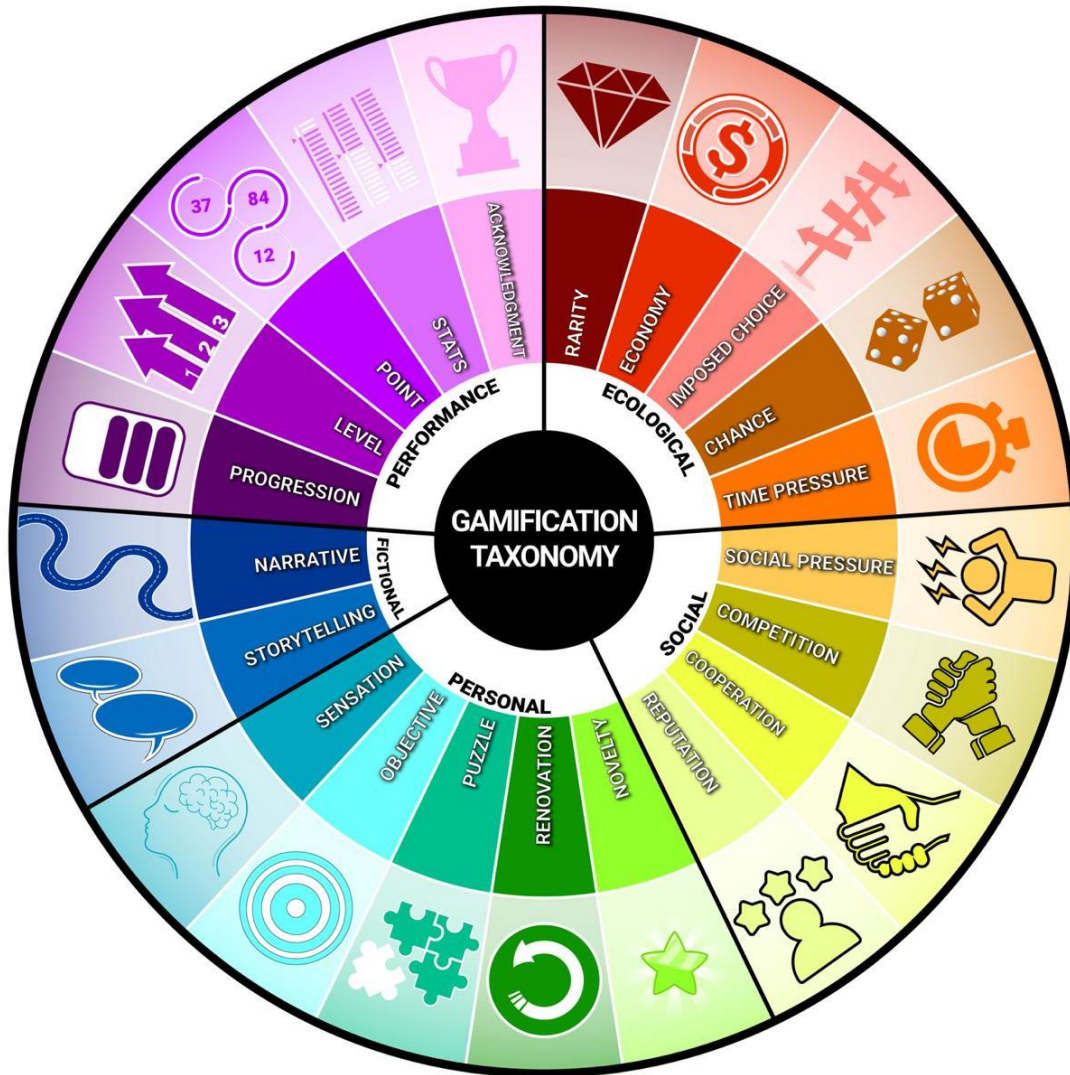 GAMIFICATION
TAXONOMY
ECOLOGICAL
RARITY
ECONOMY
IMPOSED CHOICE
CHANCE
TIME PRESSURE
SOCIAL
SOCIAL PRESSURE
COMPETITION
COOPERATION
REPUTATION
PERSONAL
NOVELTY
RENOVATION
PUZZLE
OBJECTIVE
SENSATION
FICTIONAL
STORYTELLING
NARRATIVE
PERFORMANCE
PROGRESSION
LEVEL
1 2 3
POINT
37
84
12
STATS
ACKNOWLEDGMENT
$